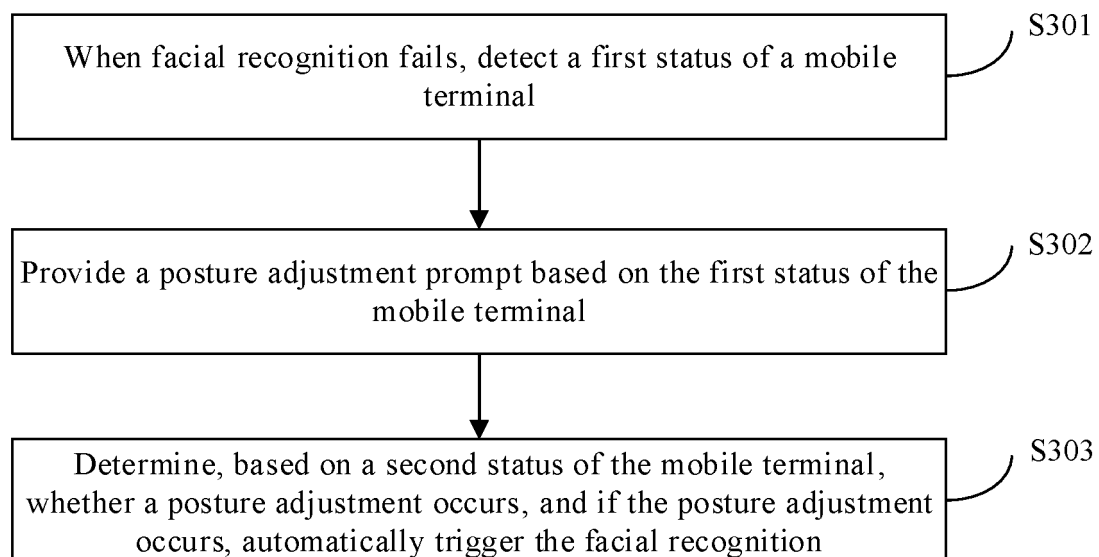 S301
When facial recognition fails, detect a first status of a mobile
terminal
S302
Provide a posture adjustment prompt based on the first status of the
mobile terminal
S303
Determine, based on a second status of the mobile terminal,
whether a posture adjustment occurs, and if the posture adjustment
occurs, automatically trigger the facial recognition